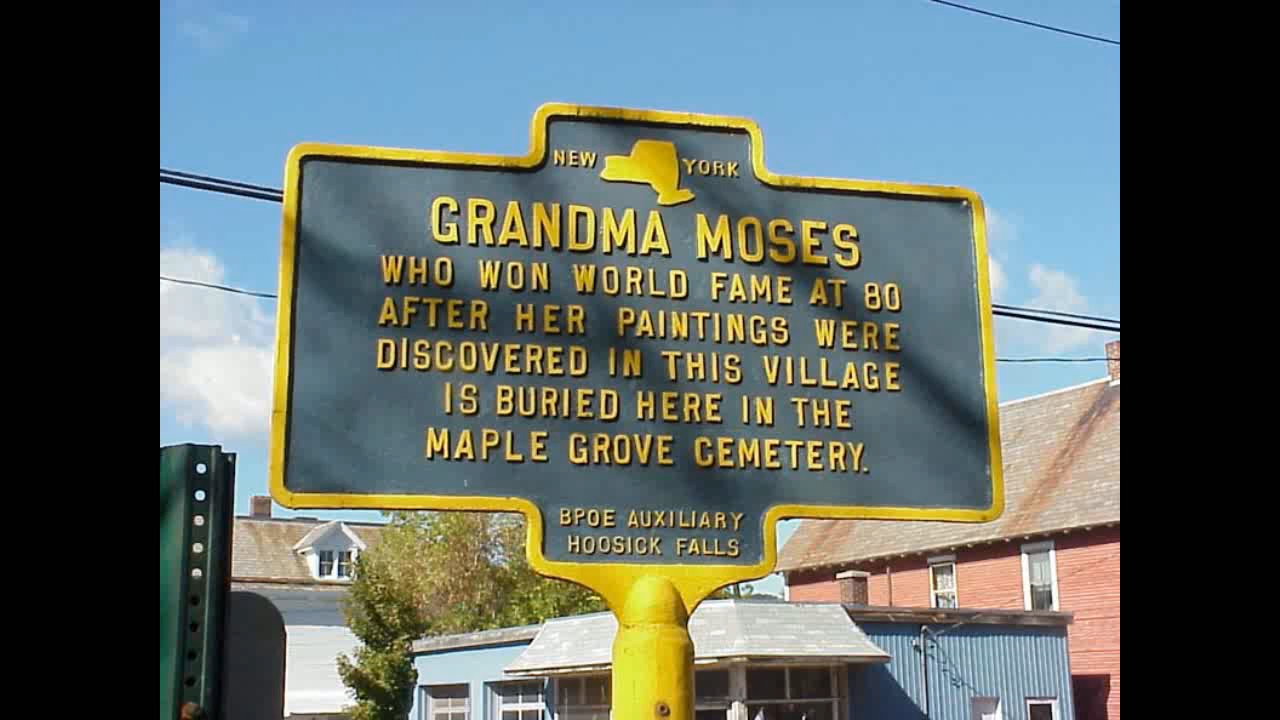 NEW YORK
GRANDMA MOSES
WHO WON WORLD FAME AT 80
AFTER HER PAINTINGS WERE
DISCOVERED IN THIS VILLAGE
IS BURIED HERE IN THE
MAPLE GROVE CEMETERY.
BPOE AUXILIARY
HOOSICK FALLS